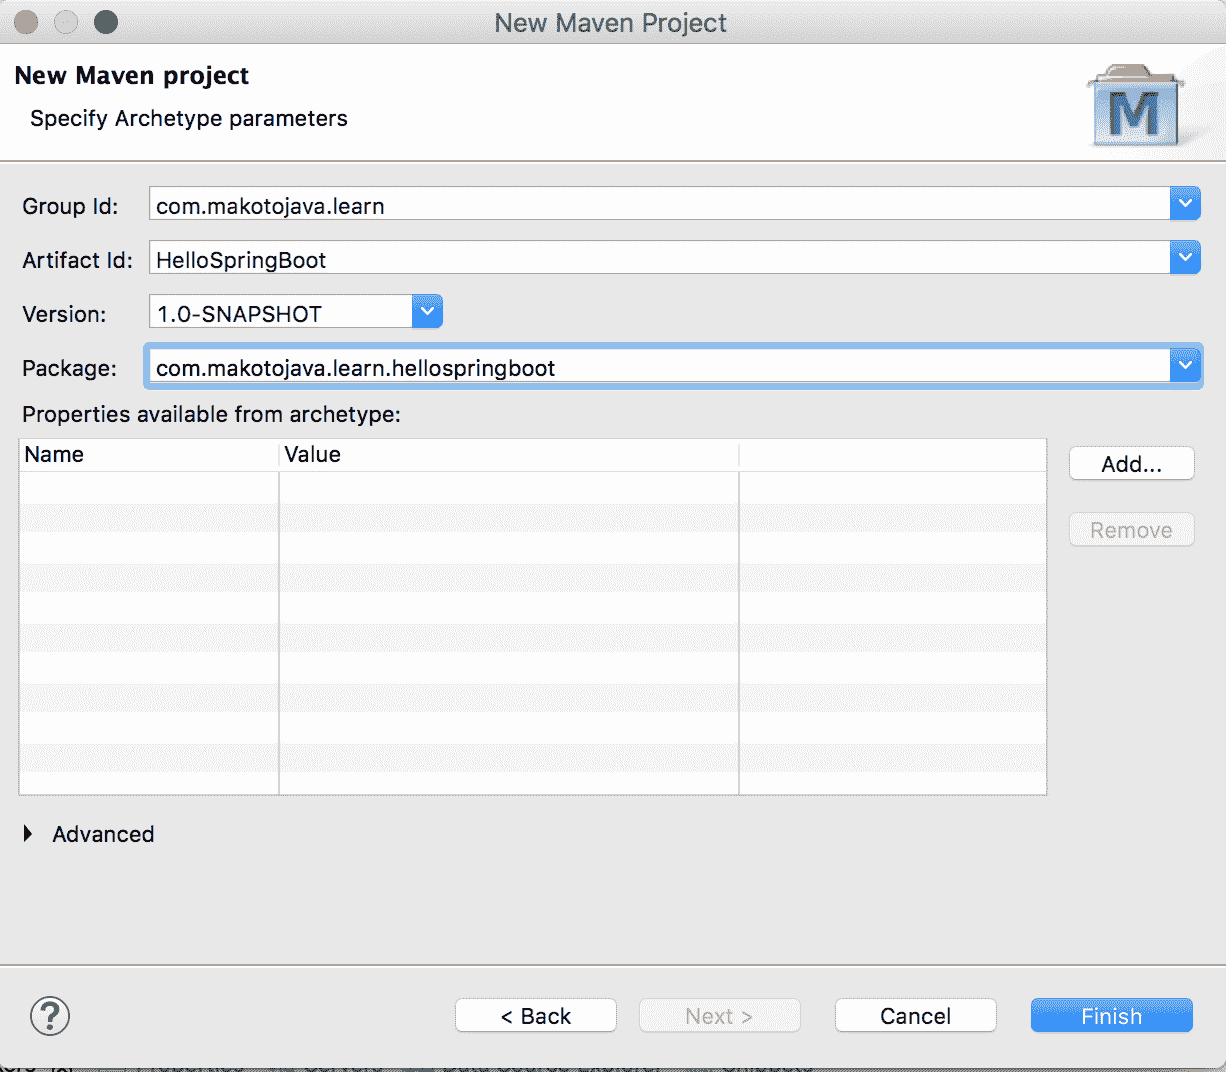 New Maven Project
New Maven project
Specify Archetype parameters
M
Group Id: com.makotojava.learn
Artifact Id: HelloSpringBoot
Version: 1.0-SNAPSHOT
Package: com.makotojava.learn.hellospringboot
Properties available from archetype:
Name Value
Add...
Remove
Advanced
? < Back Next > Cancel Finish